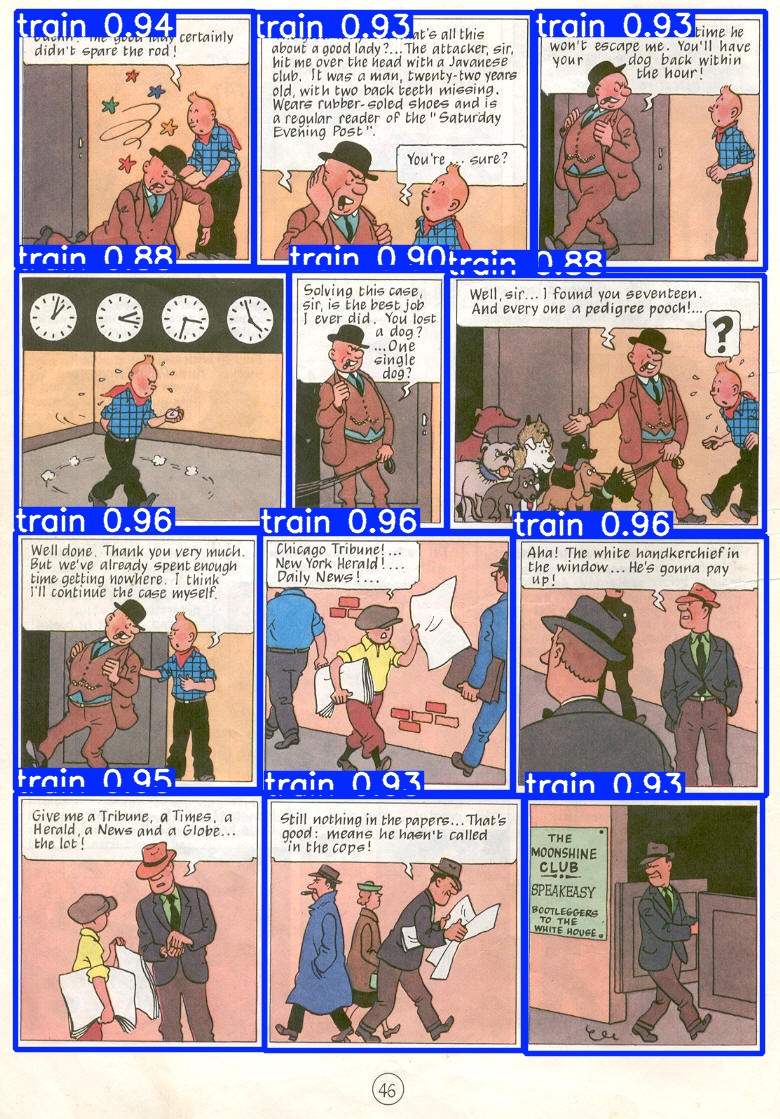 train 0.94
certainly
didn't spare the rod!
train 0.93
that's all this
about a good lady?... The attacker, sir,
hit me over the head with a Javanese
club. It was a man, twenty-two years
old, with two back teeth missing.
Wears rubber-soled shoes and is
a regular reader of the "Saturday
Evening Post".
You're... sure?
train 0.93
time he
won't escape me. You'll have
your dog back within
the hour!
train 0.88
train 0.90
Solving this case,
sir, is the best job
I ever did. You lost
a dog?
...One
single
dog?
train 0.88
Well, sir... I found you seventeen.
And every one a pedigree pooch!...
?
train 0.96
Well done. Thank you very much.
But we've already spent enough
time getting nowhere. I think
I'll continue the case myself.
train 0.96
Chicago Tribune!...
New York Herald!...
Daily News!...
train 0.96
Aha! The white handkerchief in
the window... He's gonna pay
up!
train 0.95
Give me a Tribune, a Times, a
Herald, a News and a Globe...
the lot!
train 0.93
Still nothing in the papers... That's
good: means he hasn't called
in the cops!
train 0.93
THE
MOONSHINE
CLUB
SPEAKEASY
BOOTLEGGERS
TO THE
WHITE HOUSE
46